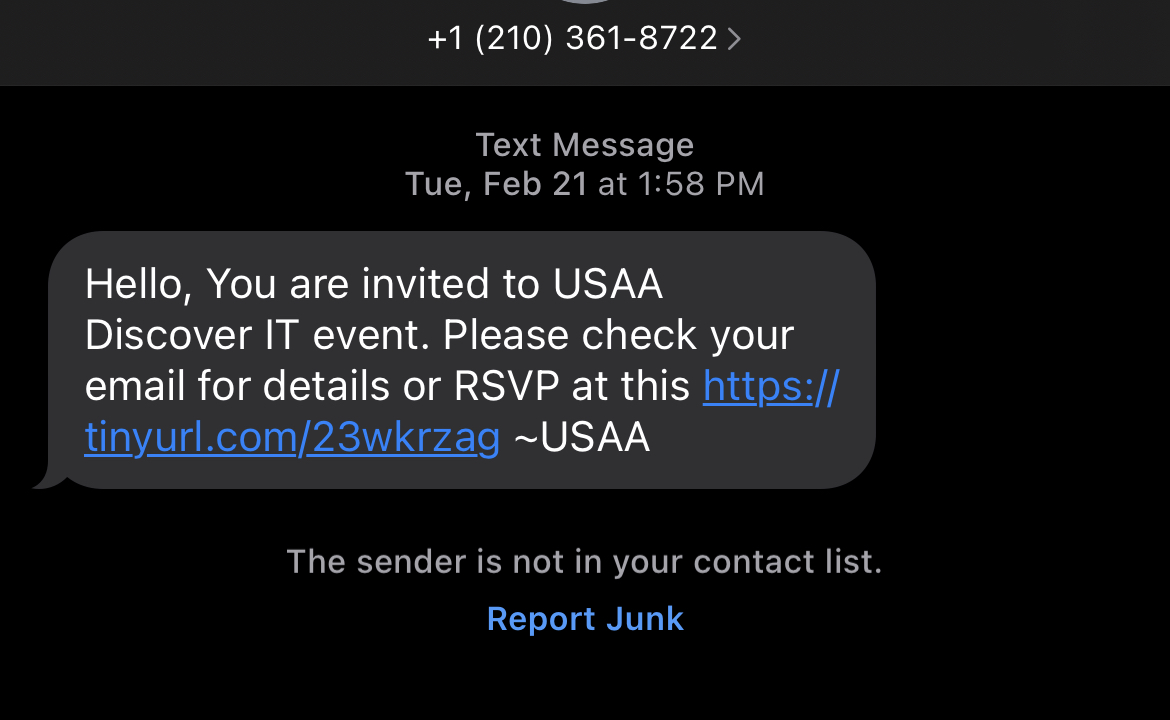 +1 (210) 361-8722
Text Message
Tue, Feb 21 at 1:58 PM
Hello, You are invited to USAA
Discover IT event. Please check your
email for details or RSVP at this https://
tinyurl.com/23wkrzag ~USAA
The sender is not in your contact list.
Report Junk